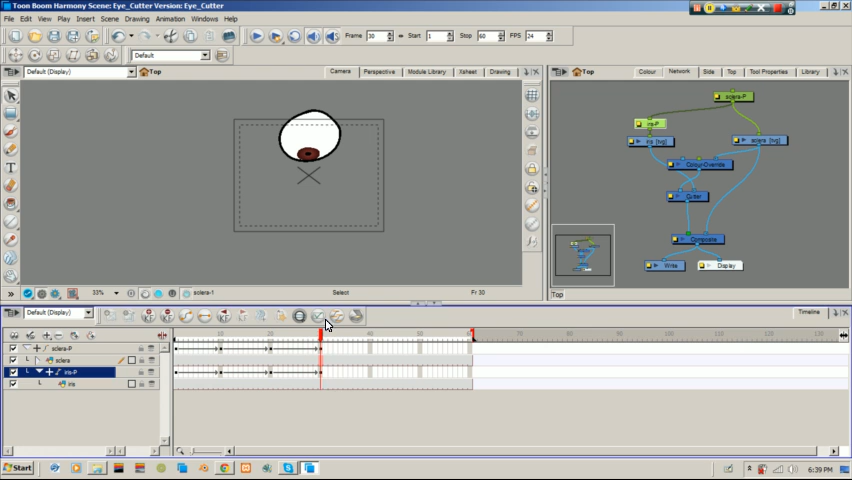 Toon Boom Harmony Scene: Eye_Cutter Version: Eye_Cutter
File Edit View Play Insert Scene Drawing Animation Windows Help
Frame 30 Start 1 Stop 60 FPS 24
Default
Default (Display) Top Camera Perspective Module Library Xsheet Drawing
Top Colour Network Side Top Tool Properties Library
sclera-P
iris-P
iris [tvg] sclera [tvg]
Colour-Override
Cutter
Composite
Write Display
33% sclera-1 Select Fr 30
Top
Default (Display) Timeline
10 20 40 50 60 70 80 90 100 110 120 130
sclera-P
sclera
iris-P
iris
Start 6:39 PM